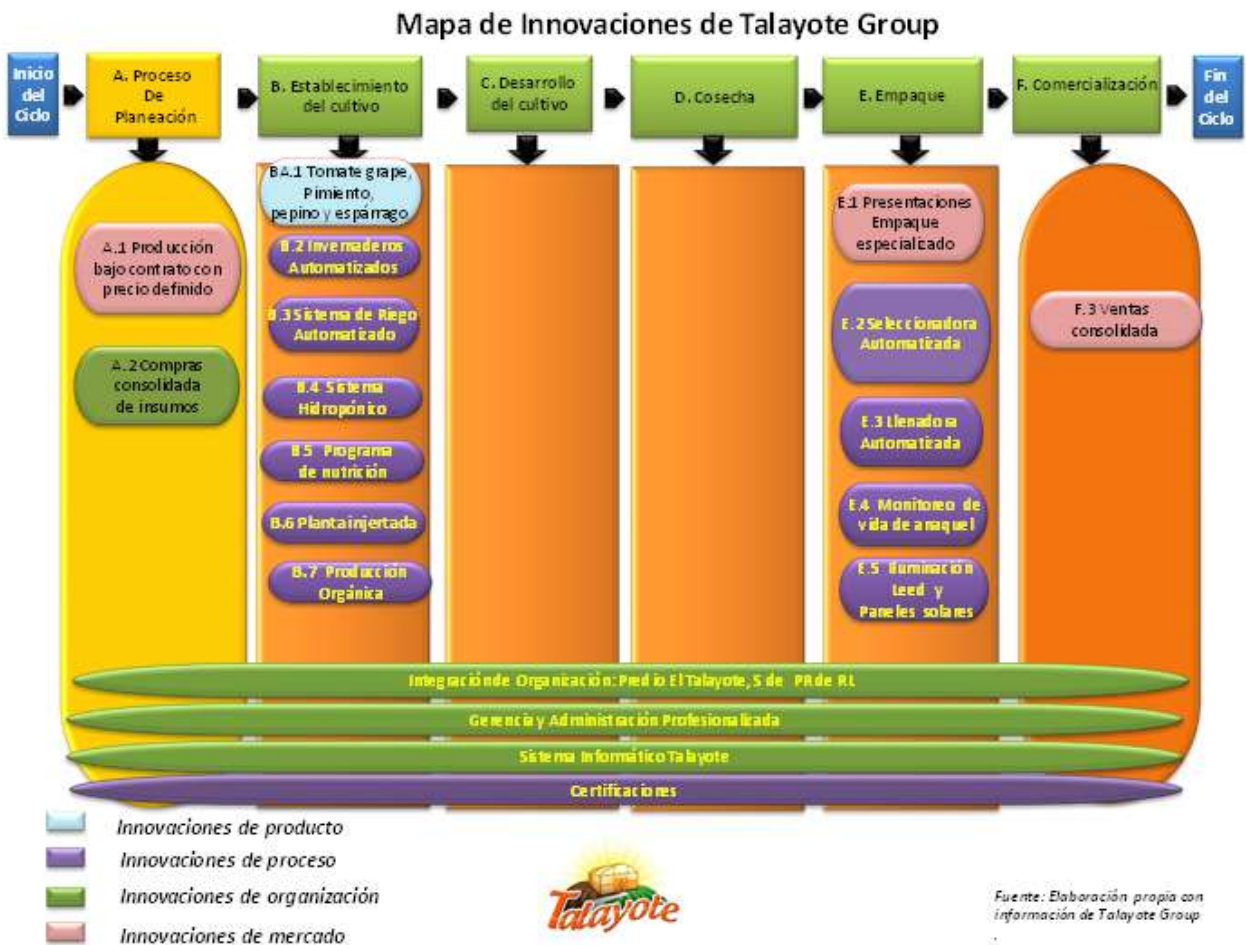 Mapa de Innovaciones de Talayote Group
Inicio
del
Ciclo
A. Proceso
De
Planeación
B. Establecimiento
del cultivo
C. Desarrollo
del cultivo
D. Cosecha
E. Empaque
F. Comercialización
Fin
del
Ciclo
A.1 Producción
bajo contrato con
precio definido
A.2 Compras
consolidada
de insumos
BA.1 Tomate grape,
Pimiento,
pepino y espárrago
B.2 Invernaderos
Automatizados
B.3 Sistema de Riego
Automatizado
B.4 Sistema
Hidropónico
B.5 Programa
de nutrición
B.6 Planta injertada
B.7 Producción
Orgánica
E.1 Presentaciones
Empaque
especializado
E.2 Seleccionadora
Automatizada
E.3 Llenadora
Automatizada
E.4 Monitoreo de
vida de anaquel
E.5 Iluminación
Leed y
Paneles solares
F.3 Ventas
consolidada
Integración de Organización: Predio El Talayote, S de PR de RL
Gerencia y Administración Profesionalizada
Sistema Informático Talayote
Certificaciones
Innovaciones de producto
Innovaciones de proceso
Innovaciones de organización
Innovaciones de mercado
Talayote
Fuente: Elaboración propia con
información de Talayote Group
.